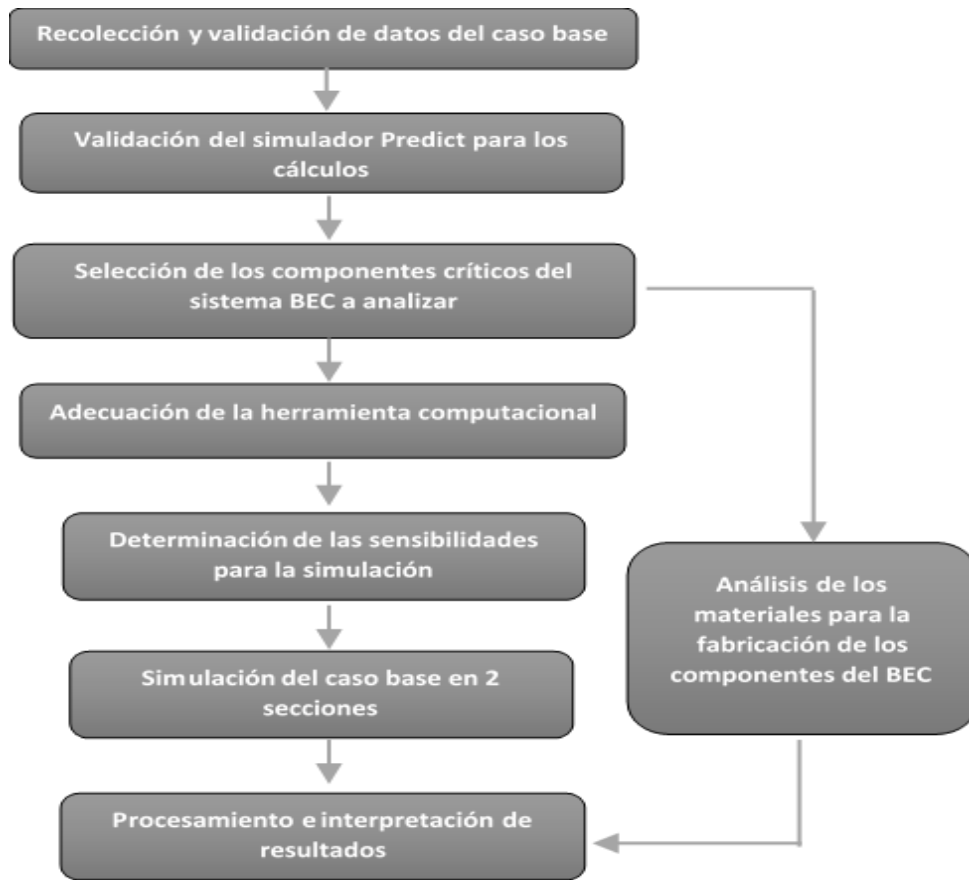 Recolección y validación de datos del caso base
Validación del simulador Predict para los
cálculos
Selección de los componentes críticos del
sistema BEC a analizar
Adecuación de la herramienta computacional
Determinación de las sensibilidades
para la simulación
Simulación del caso base en 2
secciones
Análisis de los
materiales para la
fabricación de los
componentes del BEC
Procesamiento e interpretación de
resultados